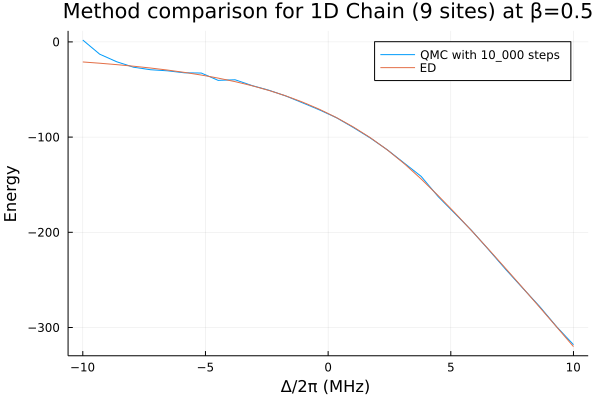 Method comparison for 1D Chain (9 sites) at β=0.5
QMC with 10_000 steps
ED
0
−100
−200
−300
Energy
−10
−5
0
5
10
Δ/2π (MHz)